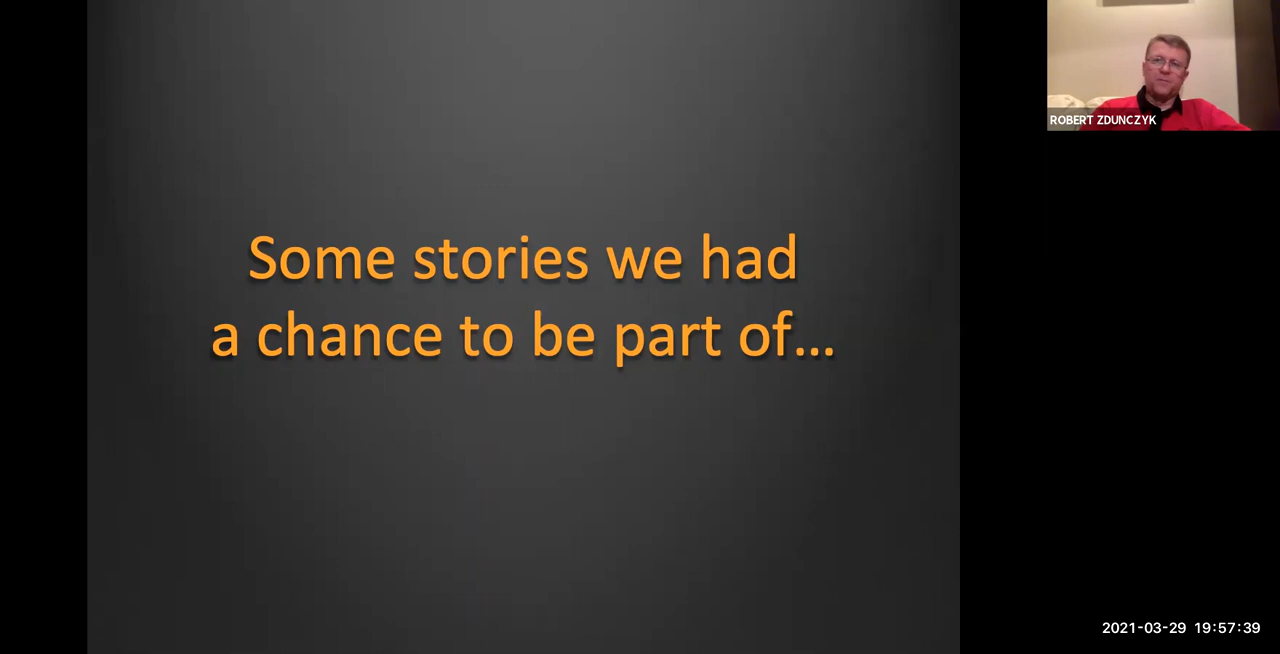 Some stories we had
a chance to be part of...
ROBERT ZDUNCZYK
2021-03-29 19:57:39